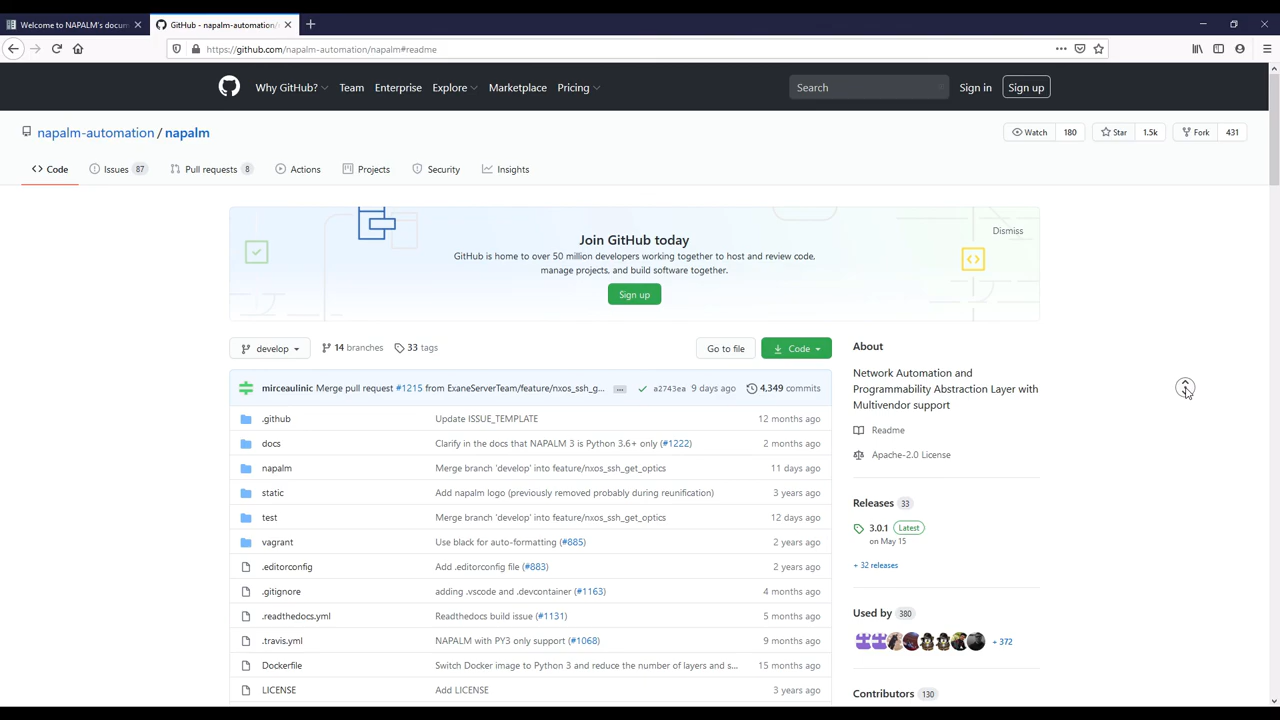 Welcome to NAPALM's docum
GitHub - napalm-automation/
https://github.com/napalm-automation/napalm#readme
Why GitHub? Team Enterprise Explore Marketplace Pricing Search Sign in Sign up
napalm-automation / napalm Watch 180 Star 1.5k Fork 431
Code Issues 87 Pull requests 8 Actions Projects Security Insights
Dismiss
Join GitHub today
GitHub is home to over 50 million developers working together to host and review code,
manage projects, and build software together.
Sign up
develop 14 branches 33 tags Go to file Code
mirceaulinic Merge pull request #1215 from ExaneServerTeam/feature/nxos_ssh_g... ... a2743ea 9 days ago 4,349 commits
.github Update ISSUE_TEMPLATE 12 months ago
docs Clarify in the docs that NAPALM 3 is Python 3.6+ only (#1222) 2 months ago
napalm Merge branch 'develop' into feature/nxos_ssh_get_optics 11 days ago
static Add napalm logo (previously removed probably during reunification) 3 years ago
test Merge branch 'develop' into feature/nxos_ssh_get_optics 12 days ago
vagrant Use black for auto-formatting (#885) 2 years ago
.editorconfig Add .editorconfig file (#883) 2 years ago
.gitignore adding .vscode and .devcontainer (#1163) 4 months ago
.readthedocs.yml Readthedocs build issue (#1131) 5 months ago
.travis.yml NAPALM with PY3 only support (#1068) 9 months ago
Dockerfile Switch Docker image to Python 3 and reduce the number of layers and s... 15 months ago
LICENSE Add LICENSE 3 years ago
About
Network Automation and
Programmability Abstraction Layer with
Multivendor support
Readme
Apache-2.0 License
Releases 33
3.0.1 Latest
on May 15
+ 32 releases
Used by 380
+ 372
Contributors 130